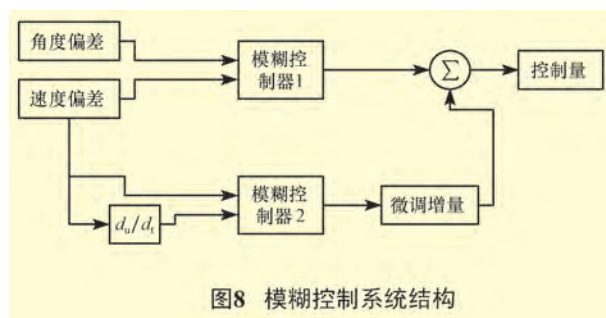 角度偏差
速度偏差
模糊控
制器1
Σ
控制量
模糊控
制器2
微调增量
du/dt
图8 模糊控制系统结构